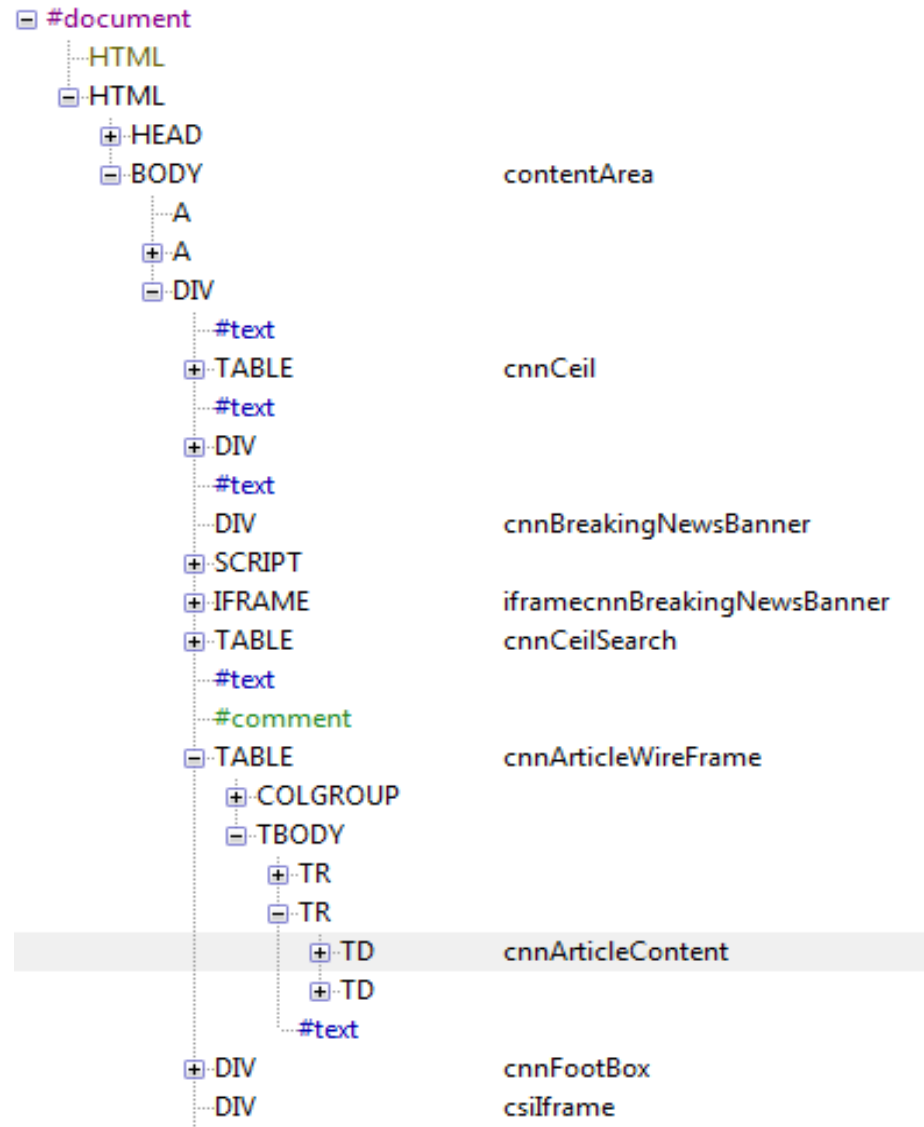 #document
HTML
HTML
HEAD
BODY contentArea
A
A
DIV
#text
TABLE cnnCeil
#text
DIV
#text
DIV cnnBreakingNewsBanner
SCRIPT
IFRAME iframecnnBreakingNewsBanner
TABLE cnnCeilSearch
#text
#comment
TABLE cnnArticleWireFrame
COLGROUP
TBODY
TR
TR
TD cnnArticleContent
TD
#text
DIV cnnFootBox
DIV csiIframe